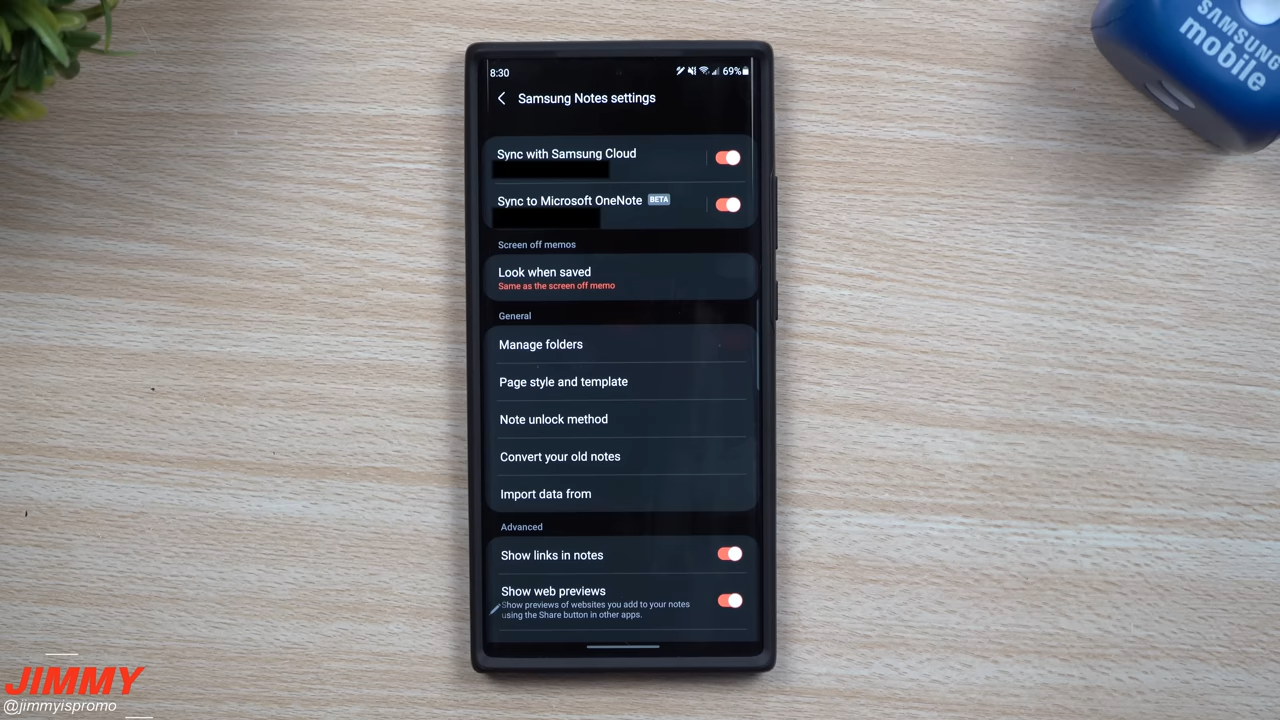 SAMSUNG
mobile
8:30
69%
Samsung Notes settings
Sync with Samsung Cloud
Sync to Microsoft OneNote BETA
Screen off memos
Look when saved
Same as the screen off memo
General
Manage folders
Page style and template
Note unlock method
Convert your old notes
Import data from
Advanced
Show links in notes
Show web previews
Show previews of websites you add to your notes
using the Share button in other apps.
JIMMY
@jimmyispromo